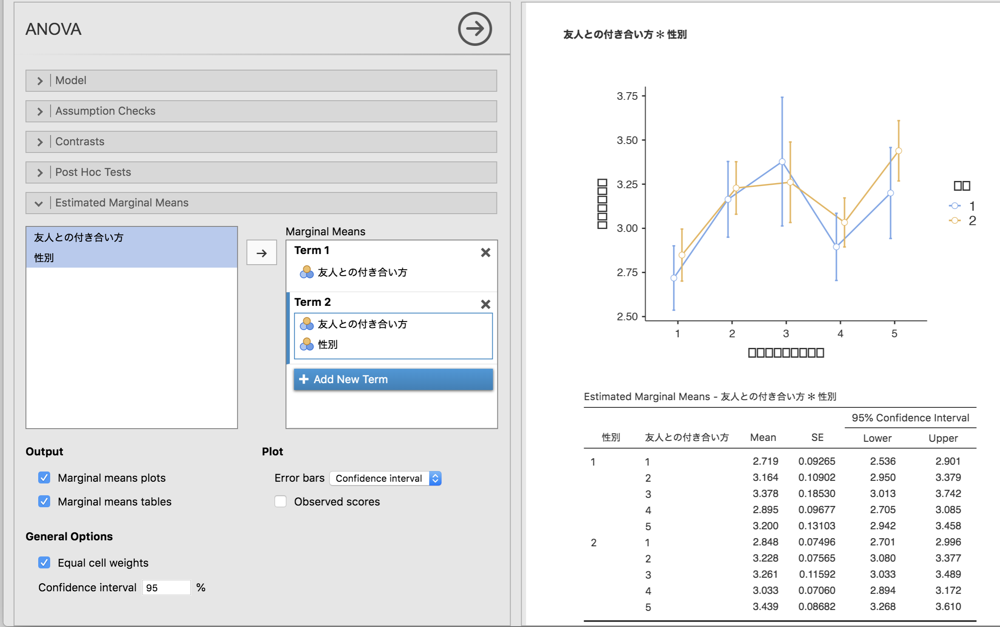 ANOVA
Model
Assumption Checks
Contrasts
Post Hoc Tests
Estimated Marginal Means
友人との付き合い方
性別
Marginal Means
Term 1
友人との付き合い方
Term 2
友人との付き合い方
性別
Add New Term
Output
Marginal means plots
Marginal means tables
Plot
Error bars Confidence interval
Observed scores
General Options
Equal cell weights
Confidence interval 95 %
友人との付き合い方 ✻ 性別
3.75
3.50
3.25
3.00
2.75
2.50
1 2 3 4 5
□□□□□□
□□□□□□□□□
□□
1
2
Estimated Marginal Means - 友人との付き合い方 ✻ 性別
95% Confidence Interval
性別 友人との付き合い方 Mean SE Lower Upper
1 1 2.719 0.09265 2.536 2.901
2 3.164 0.10902 2.950 3.379
3 3.378 0.18530 3.013 3.742
4 2.895 0.09677 2.705 3.085
5 3.200 0.13103 2.942 3.458
2 1 2.848 0.07496 2.701 2.996
2 3.228 0.07565 3.080 3.377
3 3.261 0.11592 3.033 3.489
4 3.033 0.07060 2.894 3.172
5 3.439 0.08682 3.268 3.610